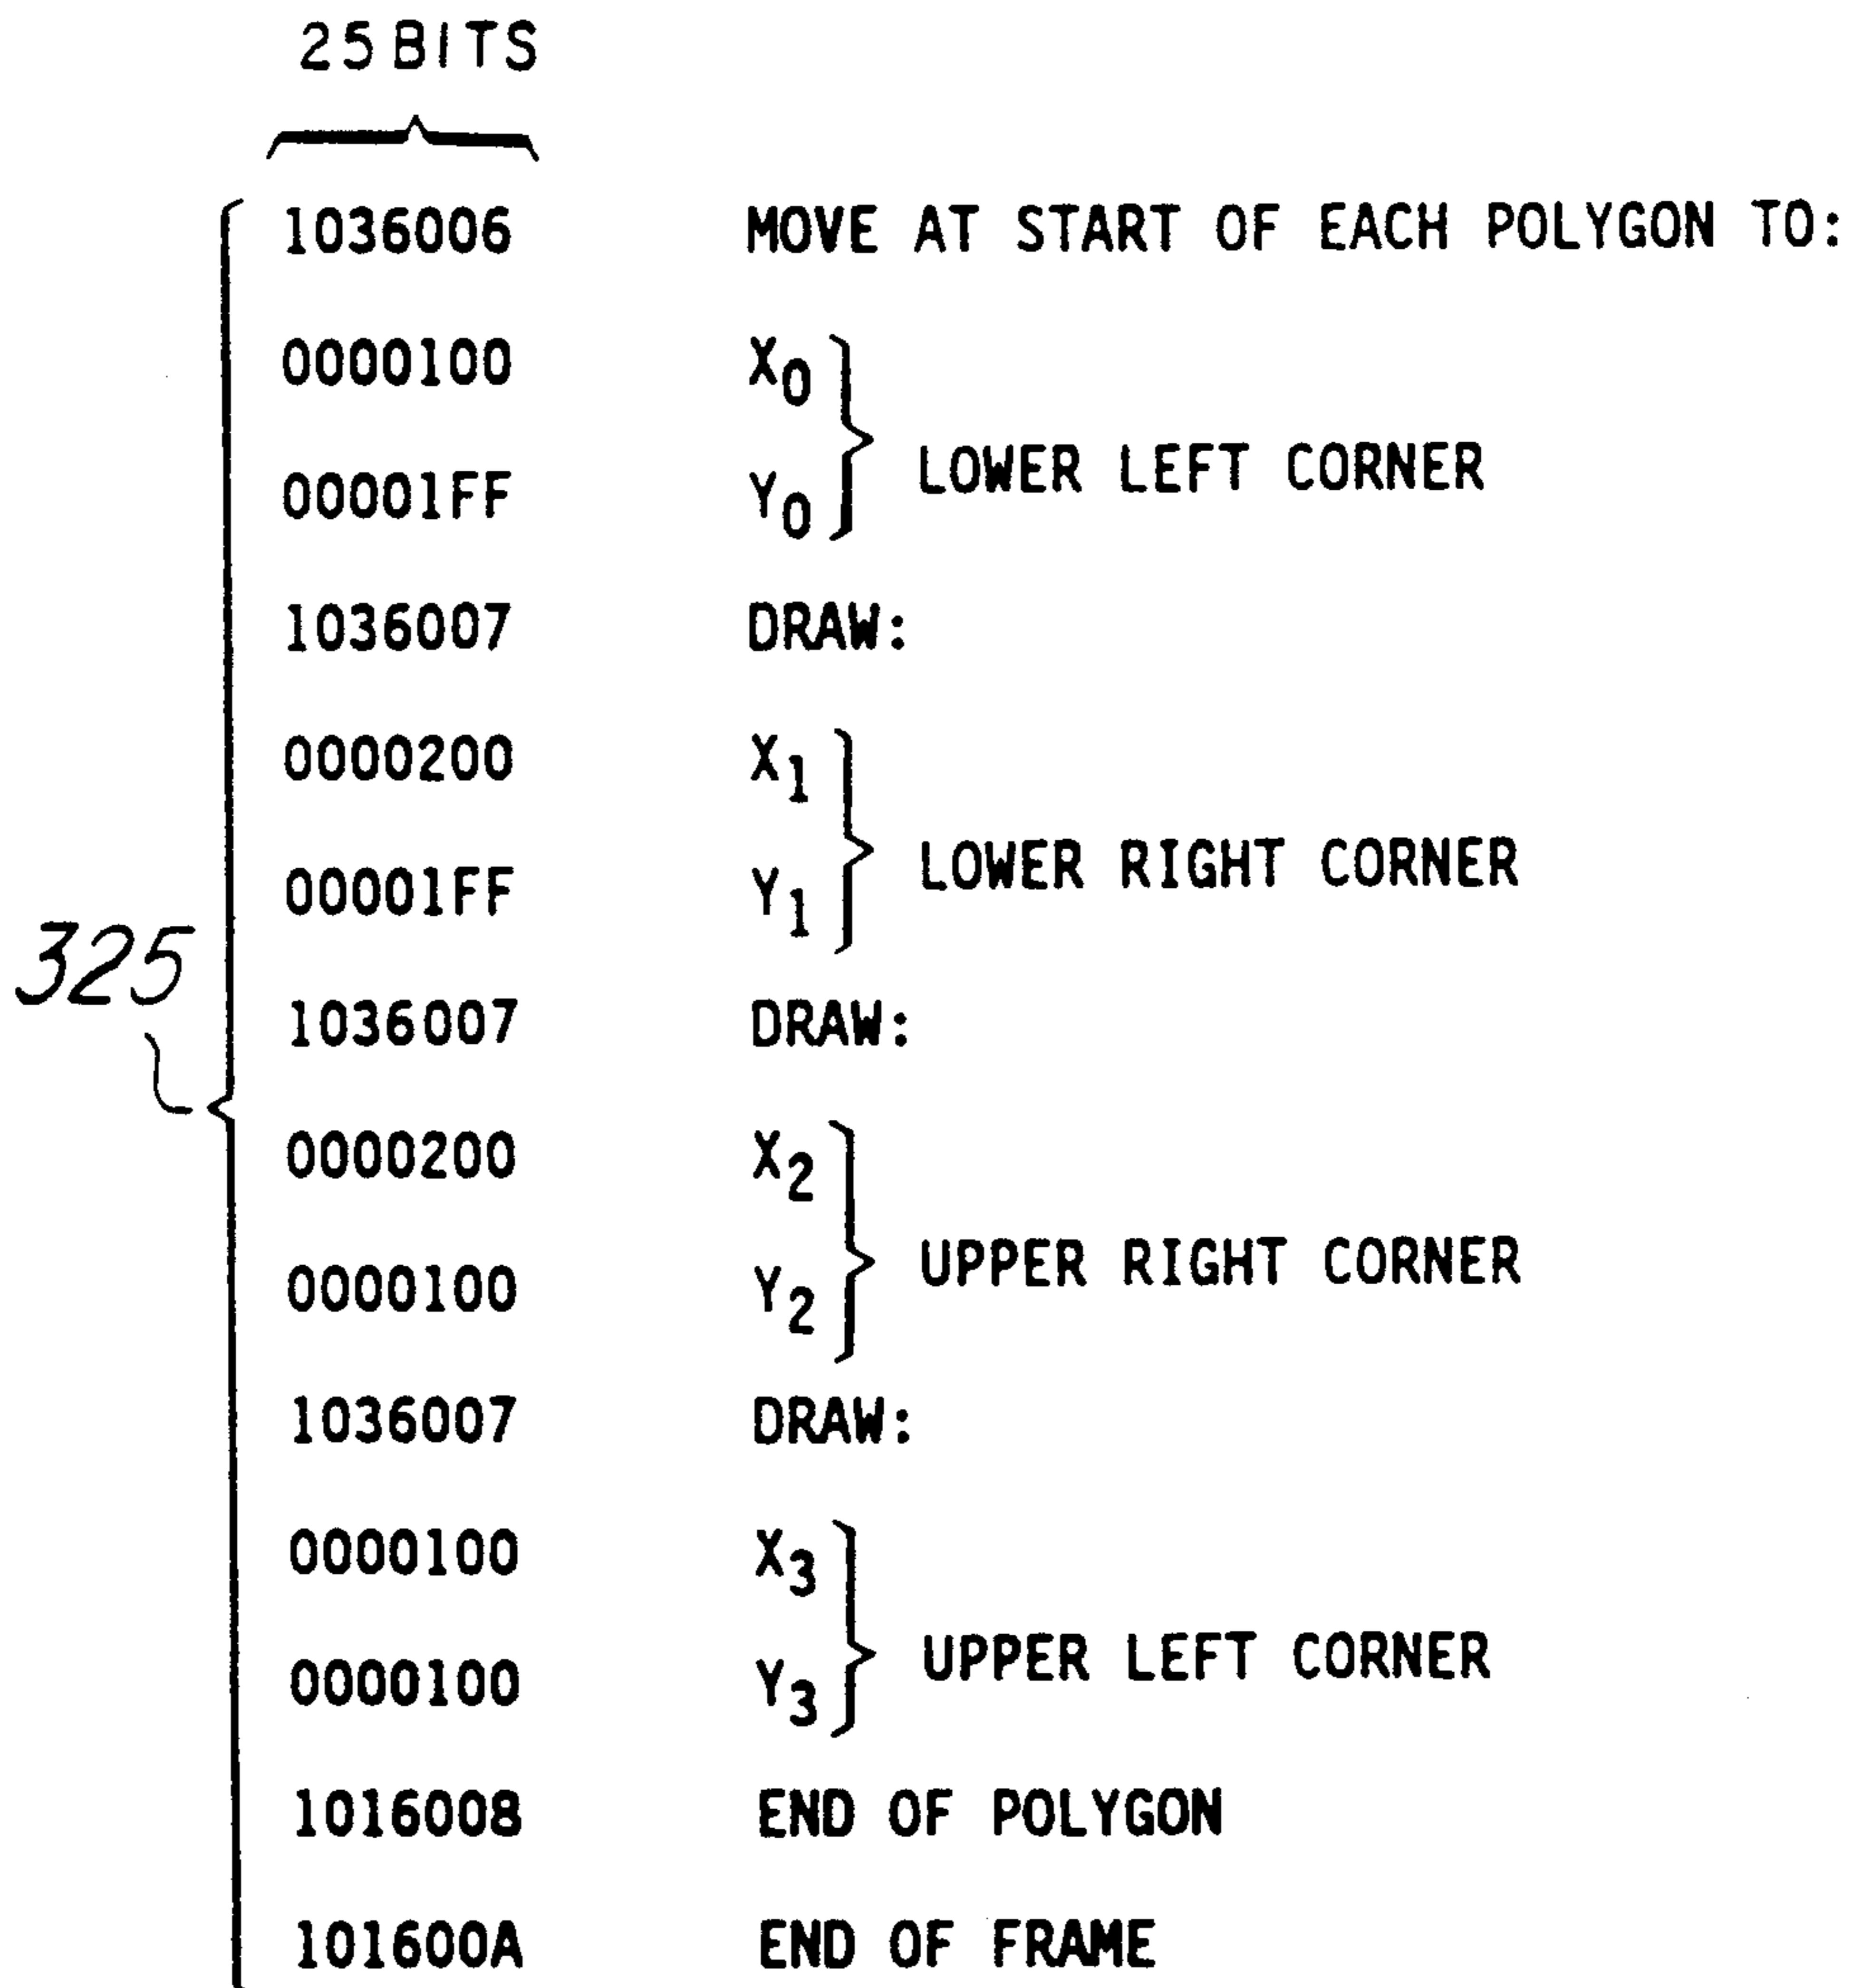 25 BITS
1036006 MOVE AT START OF EACH POLYGON TO:
0000100 X0
LOWER LEFT CORNER
00001FF Y0
1036007 DRAW:
0000200 X1
LOWER RIGHT CORNER
00001FF Y1
325
1036007 DRAW:
0000200 X2
UPPER RIGHT CORNER
0000100 Y2
1036007 DRAW:
0000100 X3
UPPER LEFT CORNER
0000100 Y3
1016008 END OF POLYGON
101600A END OF FRAME